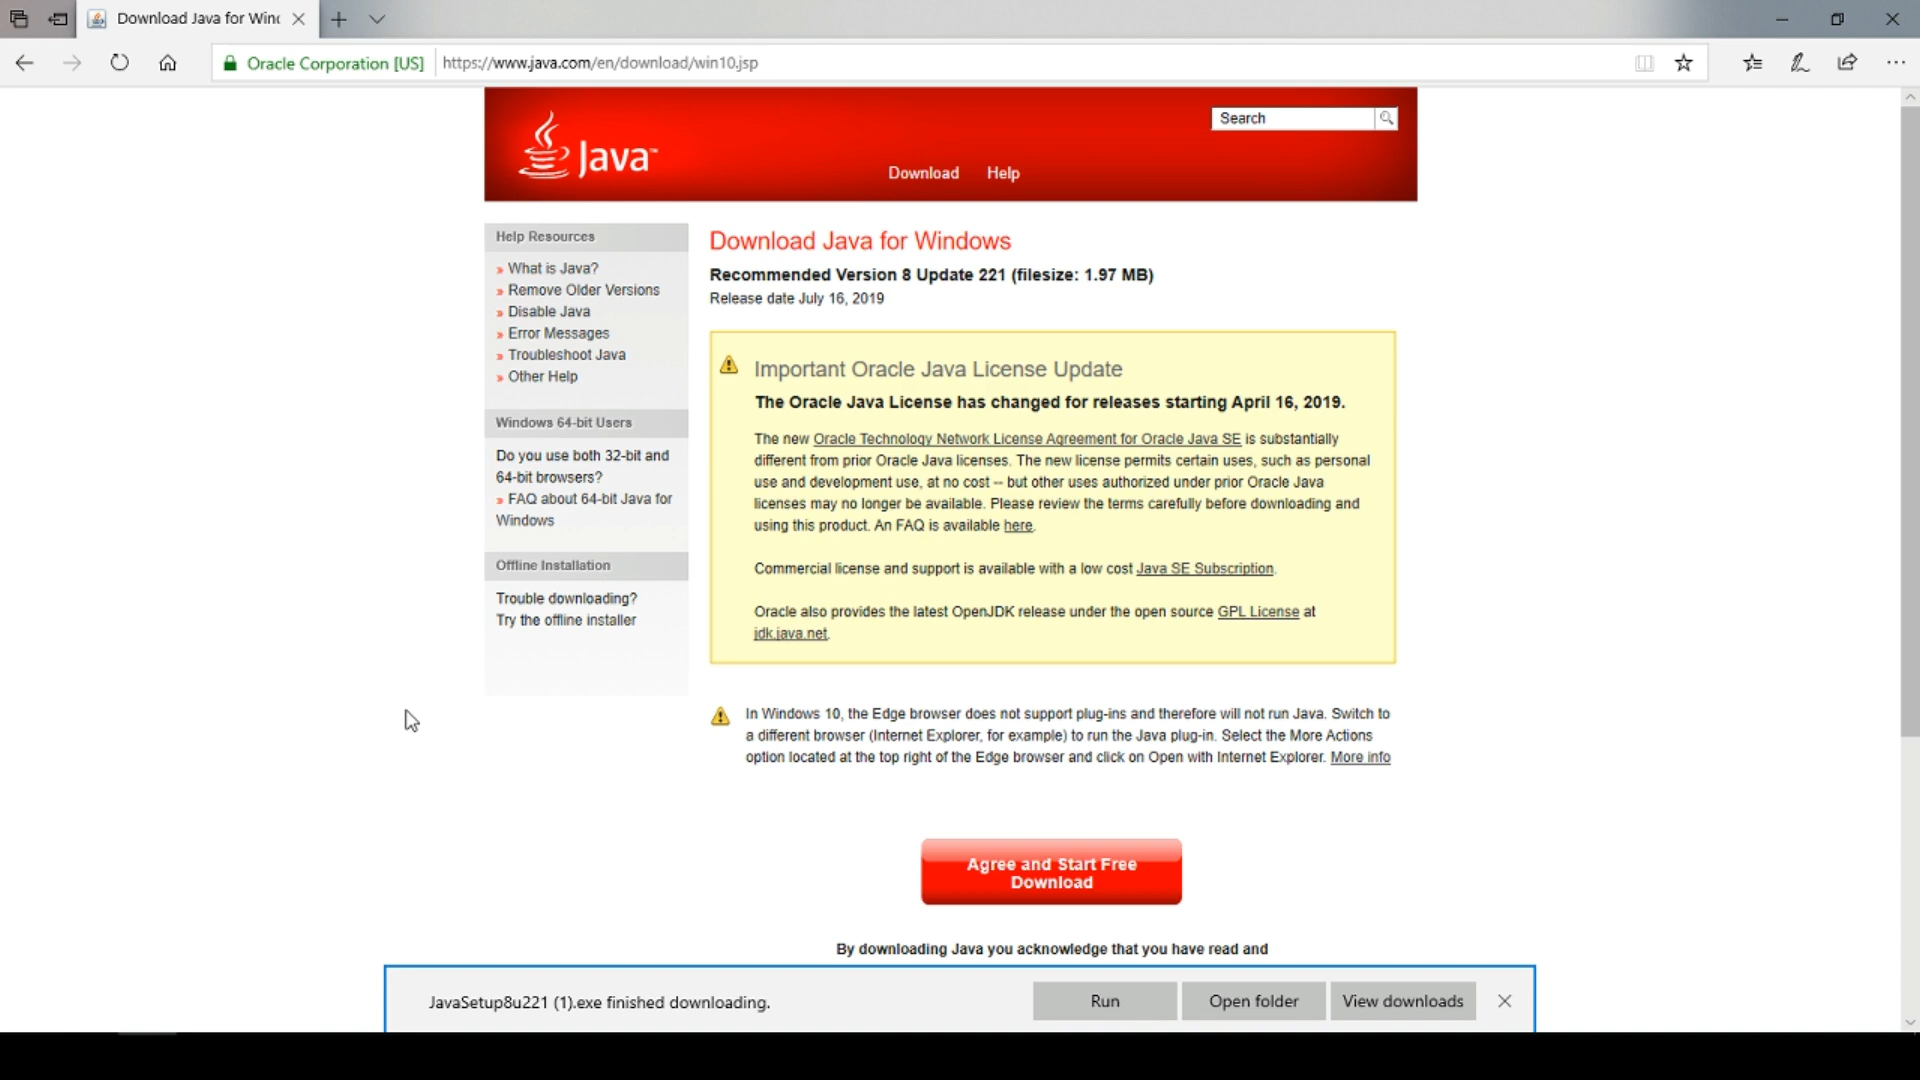 Download Java for Wind
Oracle Corporation [US]
https://www.java.com/en/download/win10.jsp
Java™
Search
Download
Help
Help Resources
» What is Java?
» Remove Older Versions
» Disable Java
» Error Messages
» Troubleshoot Java
» Other Help
Windows 64-bit Users
Do you use both 32-bit and
64-bit browsers?
» FAQ about 64-bit Java for
Windows
Offline Installation
Trouble downloading?
Try the offline installer
Download Java for Windows
Recommended Version 8 Update 221 (filesize: 1.97 MB)
Release date July 16, 2019
Important Oracle Java License Update
The Oracle Java License has changed for releases starting April 16, 2019.
The new Oracle Technology Network License Agreement for Oracle Java SE is substantially
different from prior Oracle Java licenses. The new license permits certain uses, such as personal
use and development use, at no cost -- but other uses authorized under prior Oracle Java
licenses may no longer be available. Please review the terms carefully before downloading and
using this product. An FAQ is available here.
Commercial license and support is available with a low cost Java SE Subscription.
Oracle also provides the latest OpenJDK release under the open source GPL License at
jdk.java.net.
In Windows 10, the Edge browser does not support plug-ins and therefore will not run Java. Switch to
a different browser (Internet Explorer, for example) to run the Java plug-in. Select the More Actions
option located at the top right of the Edge browser and click on Open with Internet Explorer. More info
Agree and Start Free
Download
By downloading Java you acknowledge that you have read and
JavaSetup8u221 (1).exe finished downloading.
Run
Open folder
View downloads